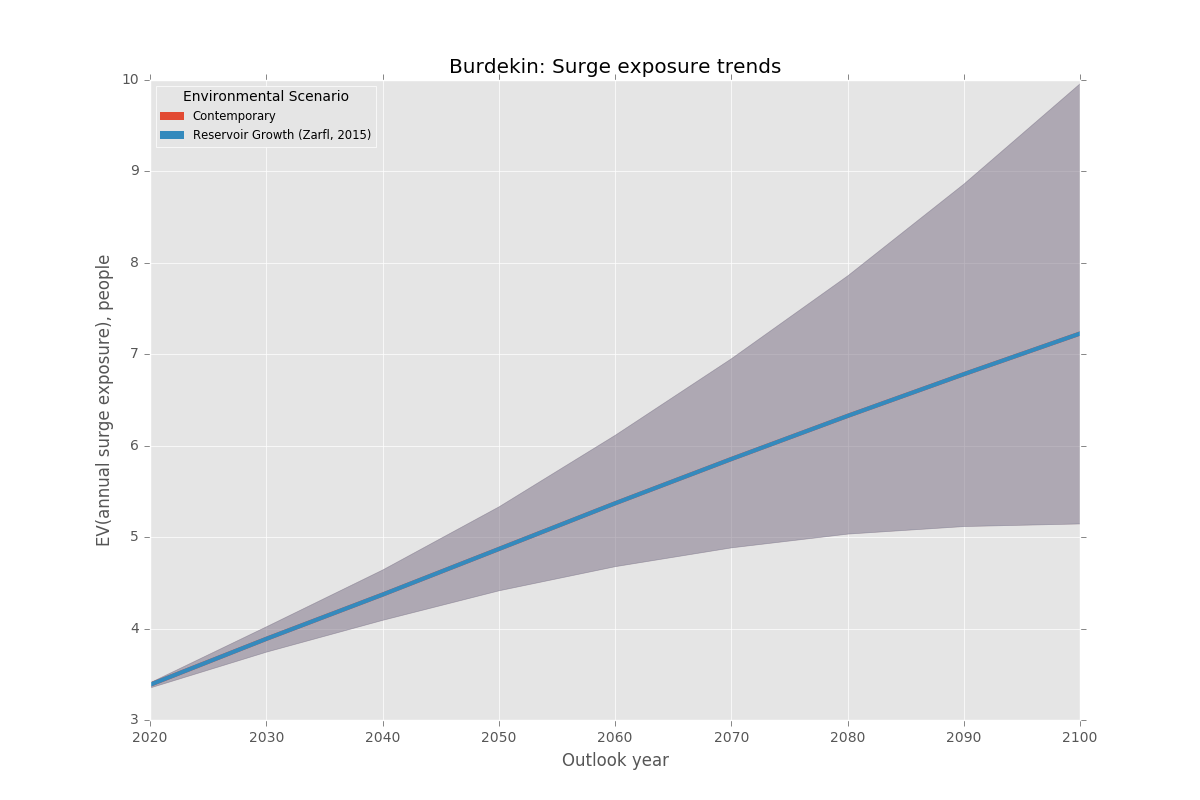 Burdekin: Surge exposure trends
Environmental Scenario
Contemporary
Reservoir Growth (Zarfl, 2015)
EV(annual surge exposure), people
10
9
8
7
6
5
4
3
2020 2030 2040 2050 2060 2070 2080 2090 2100
Outlook year